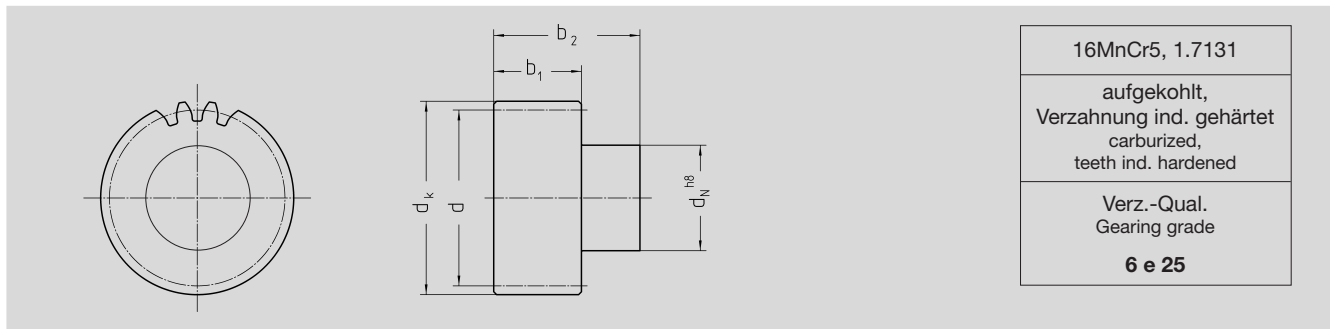 b₂
b₁
dₖ
d
d_N h8
16MnCr5, 1.7131
aufgekohlt,
Verzahnung ind. gehärtet
carburized,
teeth ind. hardened
Verz.-Qual.
Gearing grade
6 e 25